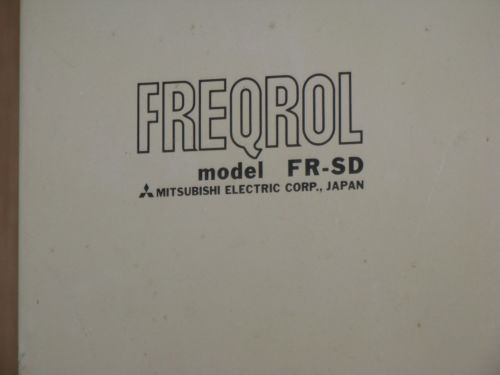 FREQROL
model FR-SD
MITSUBISHI ELECTRIC CORP., JAPAN